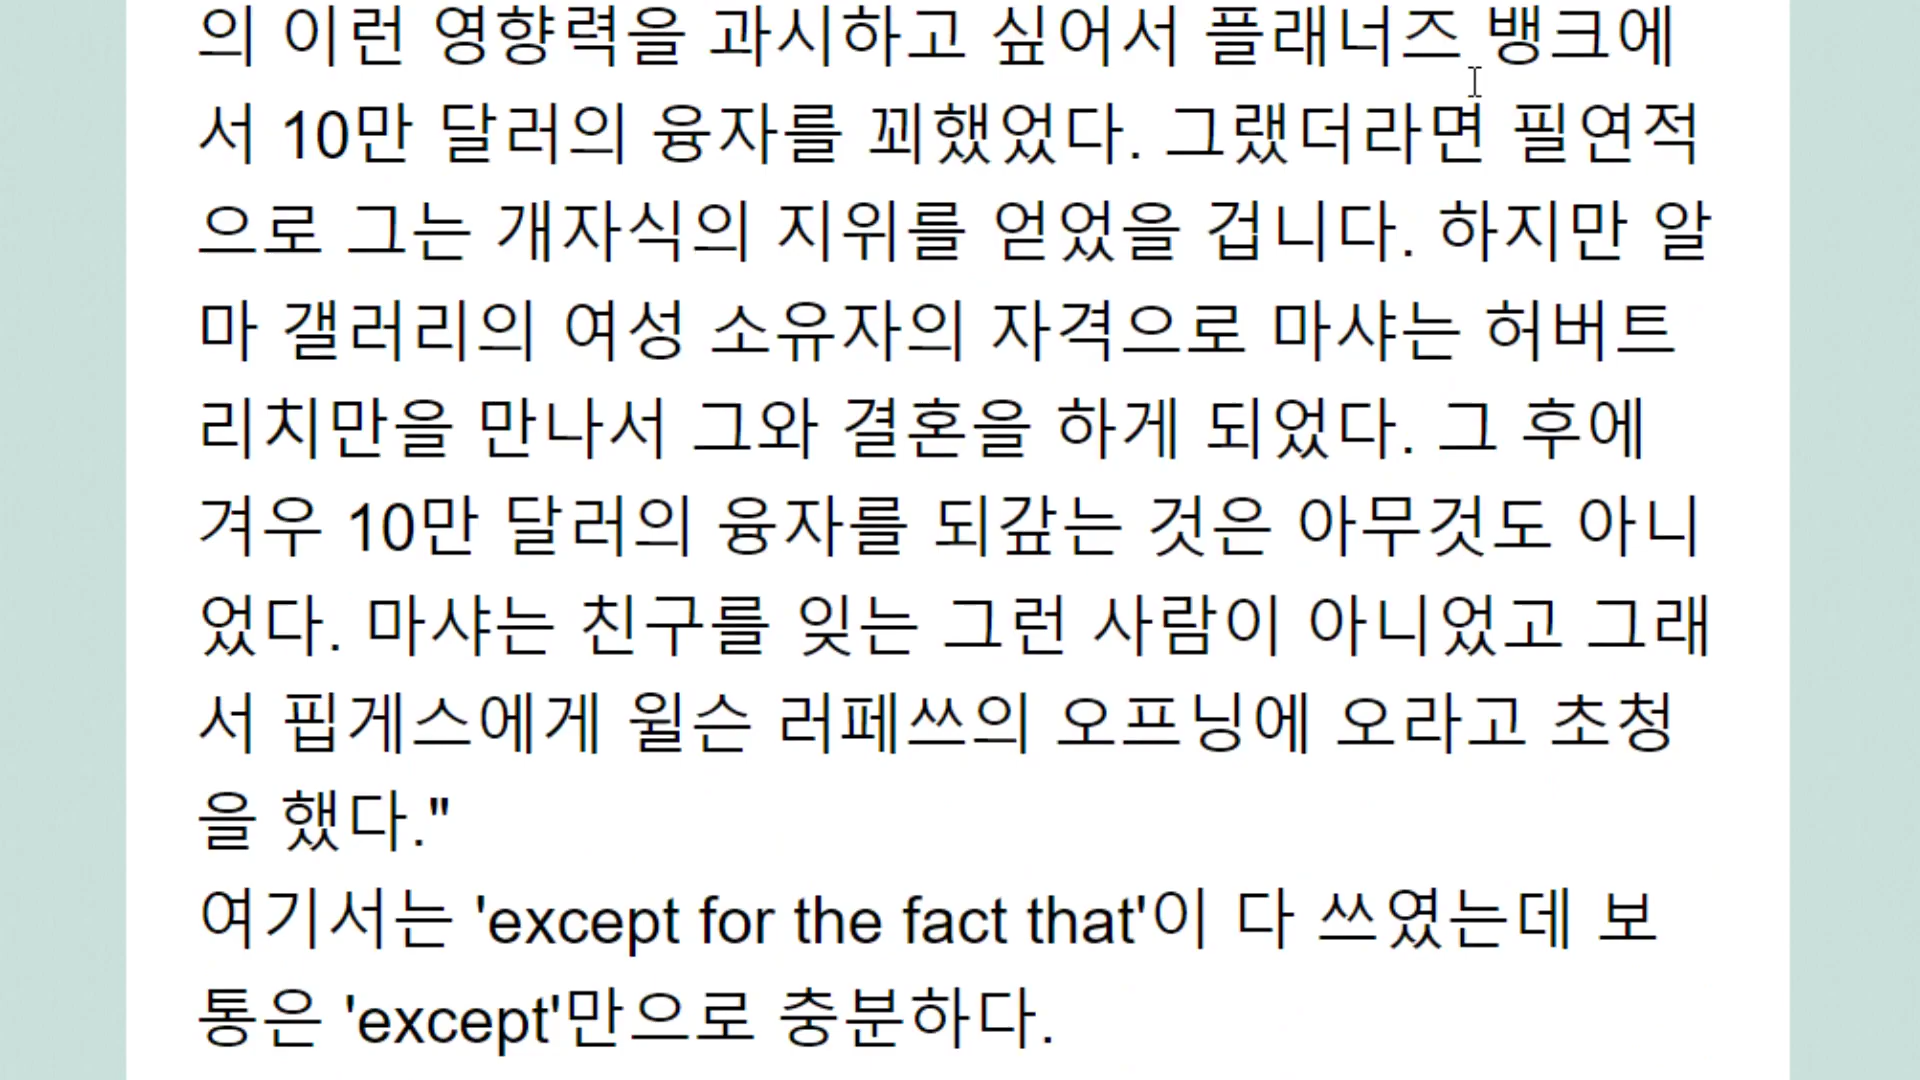 의 이런 영향력을 과시하고 싶어서 플래너즈 뱅크에
서 10만 달러의 융자를 꾀했었다. 그랬더라면 필연적
으로 그는 개자식의 지위를 얻었을 겁니다. 하지만 알
마 갤러리의 여성 소유자의 자격으로 마샤는 허버트
리치만을 만나서 그와 결혼을 하게 되었다. 그 후에
겨우 10만 달러의 융자를 되갚는 것은 아무것도 아니
었다. 마샤는 친구를 잊는 그런 사람이 아니었고 그래
서 핍게스에게 윌슨 러페쓰의 오프닝에 오라고 초청
을 했다."
여기서는 'except for the fact that'이 다 쓰였는데 보
통은 'except'만으로 충분하다.